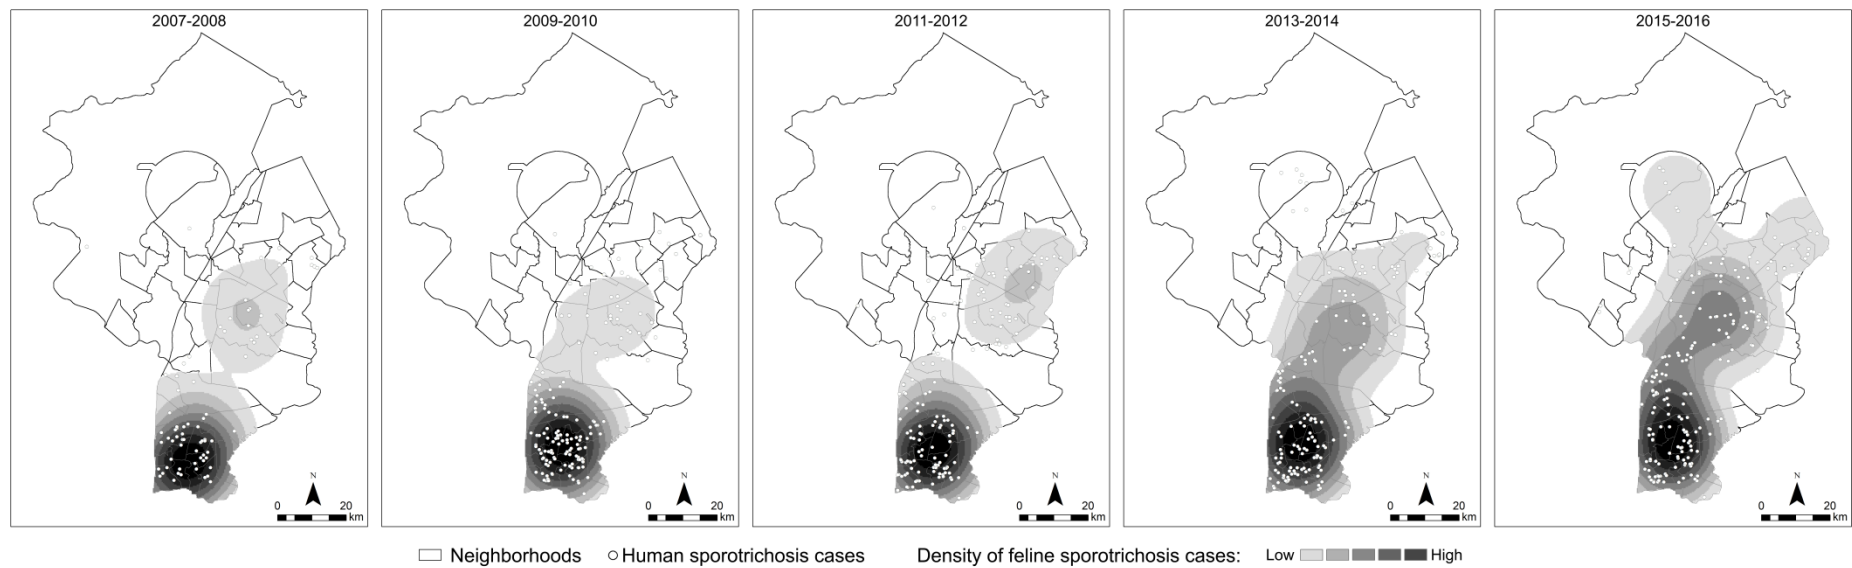 2007-2008
2009-2010
2011-2012
2013-2014
2015-2016
N
0 20
km
N
0 20
km
N
0 20
km
N
0 20
km
N
0 20
km
Neighborhoods Human sporotrichosis cases Density of feline sporotrichosis cases: Low High